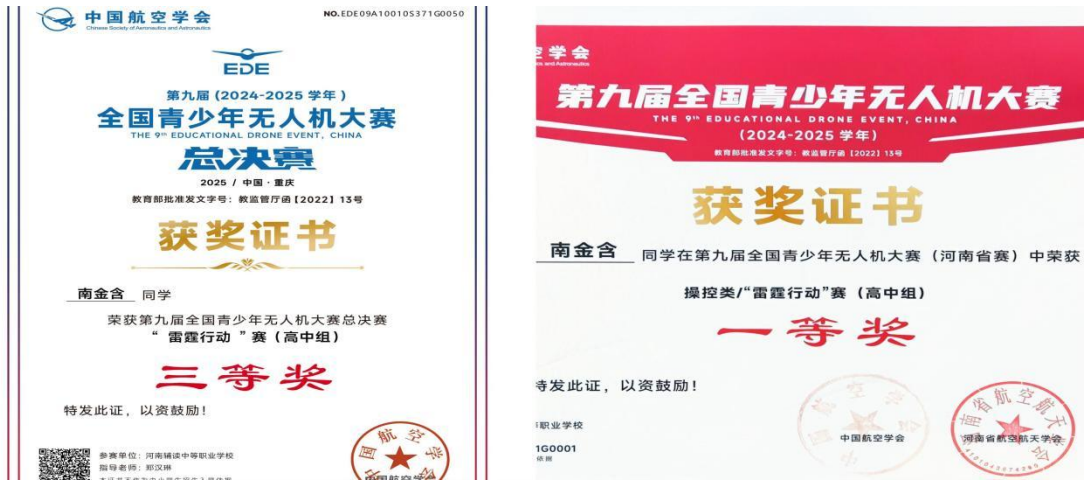 中国航空学会
Chinese Society of Aeronautics and Astronautics
NO.EDE09A10010S371G0050
EDE
第九届(2024-2025 学年)
全国青少年无人机大赛
THE 9th EDUCATIONAL DRONE EVENT, CHINA
总决赛
2025 / 中国·重庆
教育部批准发文字号：教监管厅函【2022】13号
获奖证书
南金含 同学
荣获第九届全国青少年无人机大赛总决赛
“ 雷霆行动 ”赛(高中组)
三等奖
特发此证，以资鼓励！
参赛单位：河南辅读中等职业学校
指导老师：郑汉琳
中国航空学会
空学会
第九届全国青少年无人机大赛
THE 9th EDUCATIONAL DRONE EVENT, CHINA
(2024-2025 学年)
教育部批准发文字号：教监管厅函【2022】13号
获奖证书
南金含 同学在第九届全国青少年无人机大赛(河南省赛)中荣获
操控类/“雷霆行动”赛(高中组)
一等奖
特发此证，以资鼓励！
等职业学校
1G0001
依据
中国航空学会
河南省航空航天学会